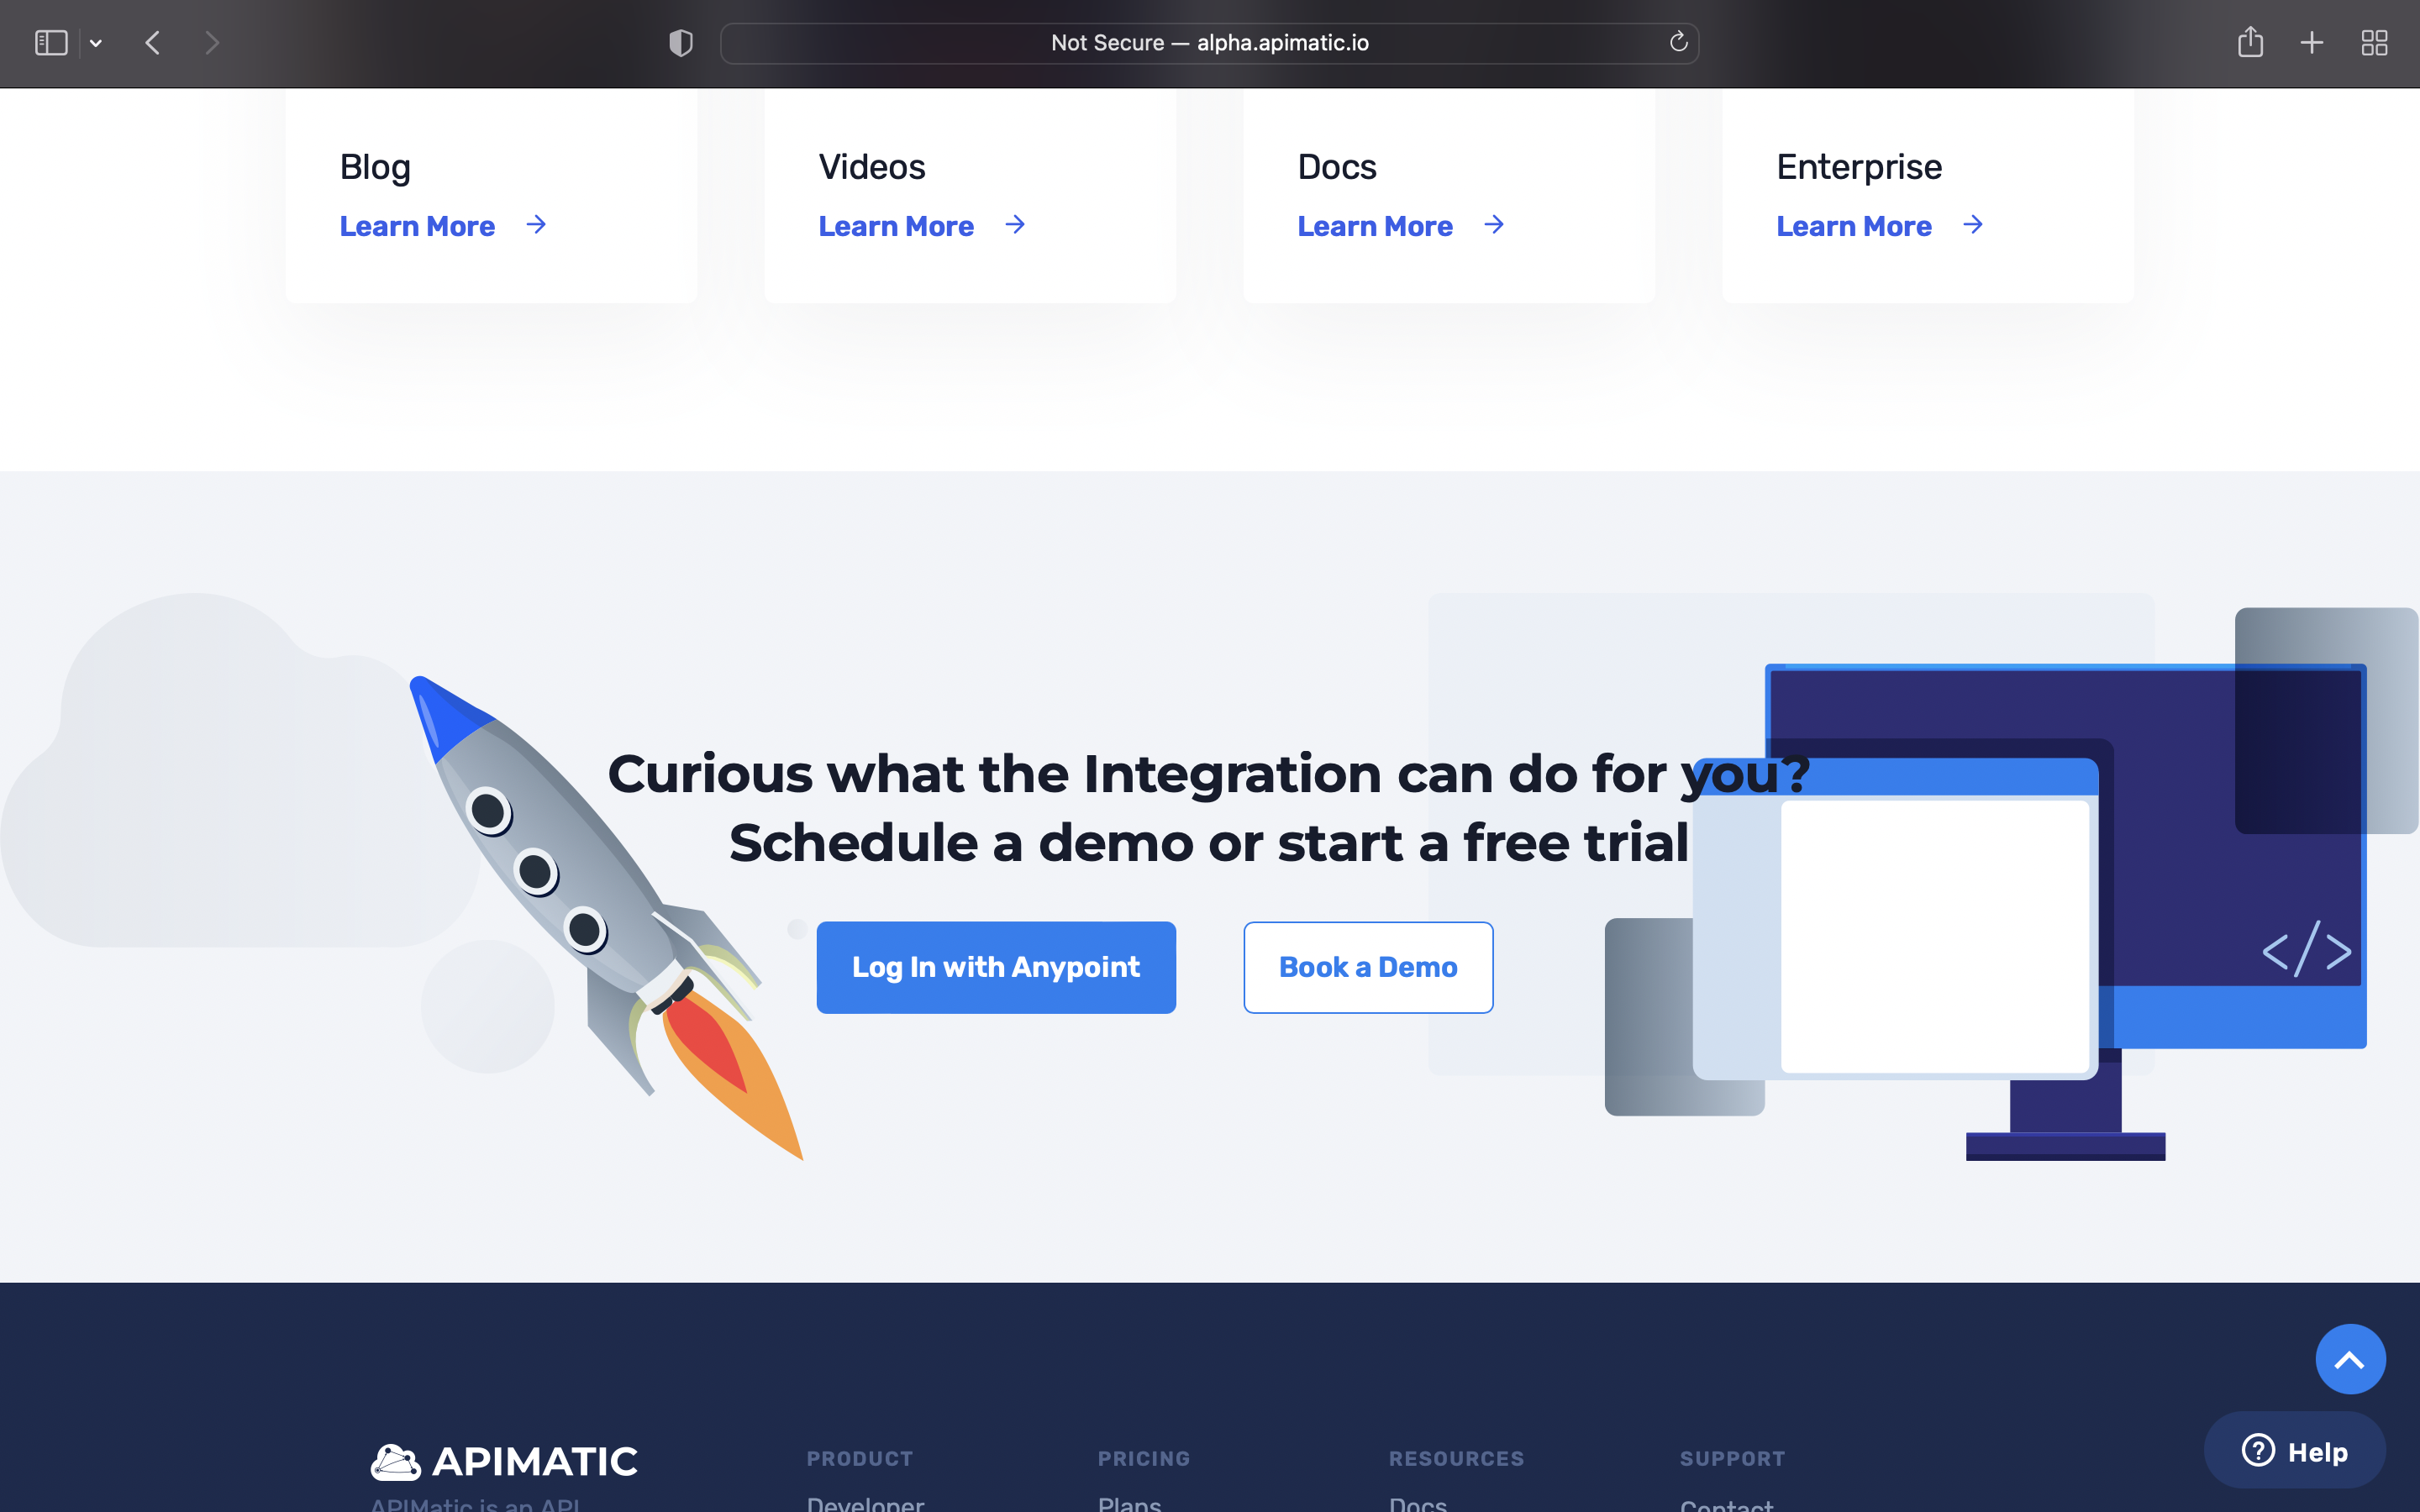 Not Secure — alpha.apimatic.io
Blog
Videos
Docs
Enterprise
Learn More →
Learn More →
Learn More →
Learn More →
Curious what the Integration can do for you?
Schedule a demo or start a free trial
Log In with Anypoint
Book a Demo
</>
APIMATIC
PRODUCT
PRICING
RESOURCES
SUPPORT
Help
APIMatic is an API
Developer
Plans
Docs
Contact